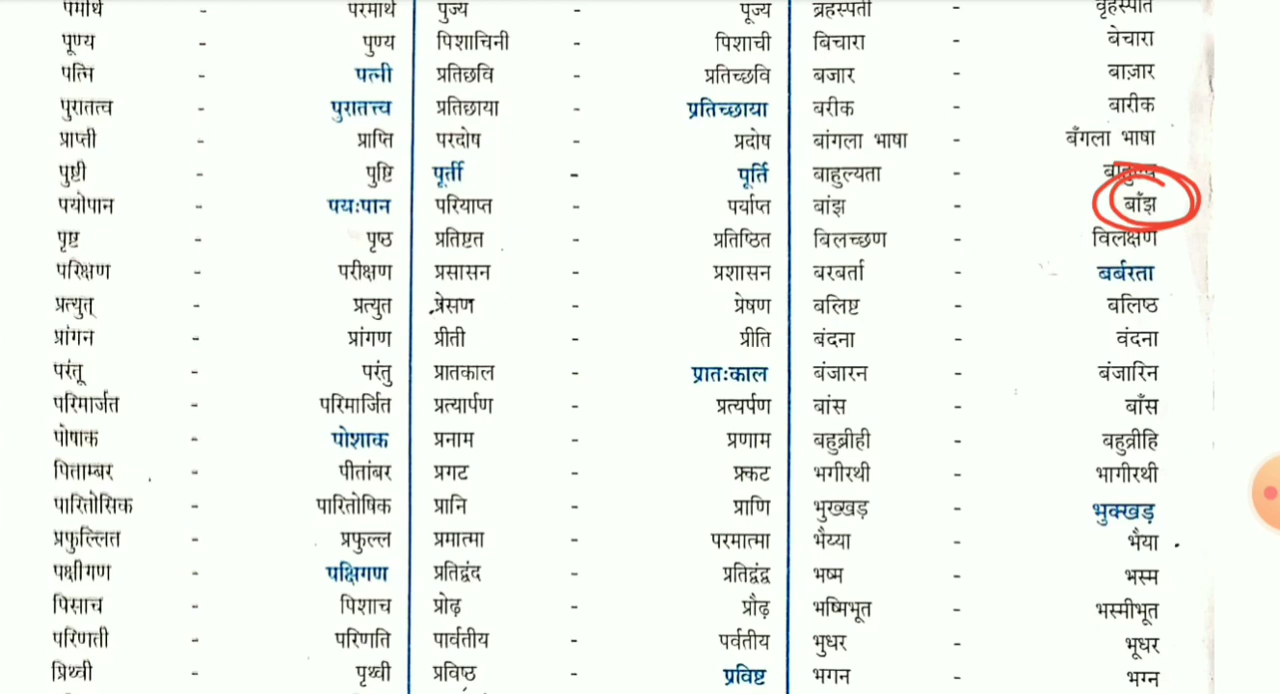 पमार्थ - परमार्थ पुज्य - पूज्य ब्रहस्पती - वृहस्पति
पूण्य - पुण्य पिशाचिनी - पिशाची बिचारा - बेचारा
पत्नि - पत्नी प्रतिछवि - प्रतिच्छवि बजार - बाज़ार
पुरातत्व - पुरातत्त्व प्रतिछाया - प्रतिच्छाया बरीक - बारीक
प्राप्ती - प्राप्ति परदोष - प्रदोष बांगला भाषा - बँगला भाषा
पुष्टी - पुष्टि पूर्ती - पूर्ति बाहुल्यता - बाहुल्य
पयोपान - पयःपान परियाप्त - पर्याप्त बांझ - बाँझ
पृष्ट - पृष्ठ प्रतिष्टत - प्रतिष्ठित बिलच्छण - विलक्षण
परिक्षण - परीक्षण प्रसासन - प्रशासन बरबर्ता - बर्बरता
प्रत्युत् - प्रत्युत प्रेसण - प्रेषण बलिष्ट - बलिष्ठ
प्रांगन - प्रांगण प्रीती - प्रीति बंदना - वंदना
परंतू - परंतु प्रातकाल - प्रातःकाल बंजारन - बंजारिन
परिमार्जत - परिमार्जित प्रत्यार्पण - प्रत्यर्पण बांस - बाँस
पोषाक - पोशाक प्रनाम - प्रणाम बहुब्रीही - बहुव्रीहि
पिताम्बर - पीतांबर प्रगट - प्र्कट भगीरथी - भागीरथी
पारितोसिक - पारितोषिक प्रानि - प्राणि भुख्खड़ - भुक्खड़
प्रफुल्लित - प्रफुल्ल प्रमात्मा - परमात्मा भैय्या - भैया
पक्षीगण - पक्षिगण प्रतिद्वंद - प्रतिद्वंद्व भष्म - भस्म
पिसाच - पिशाच प्रोढ़ - प्रौढ़ भष्मिभूत - भस्मीभूत
परिणती - परिणति पार्वतीय - पर्वतीय भुधर - भूधर
प्रिथ्वी - पृथ्वी प्रविष्ठ - प्रविष्ट भगन - भग्न